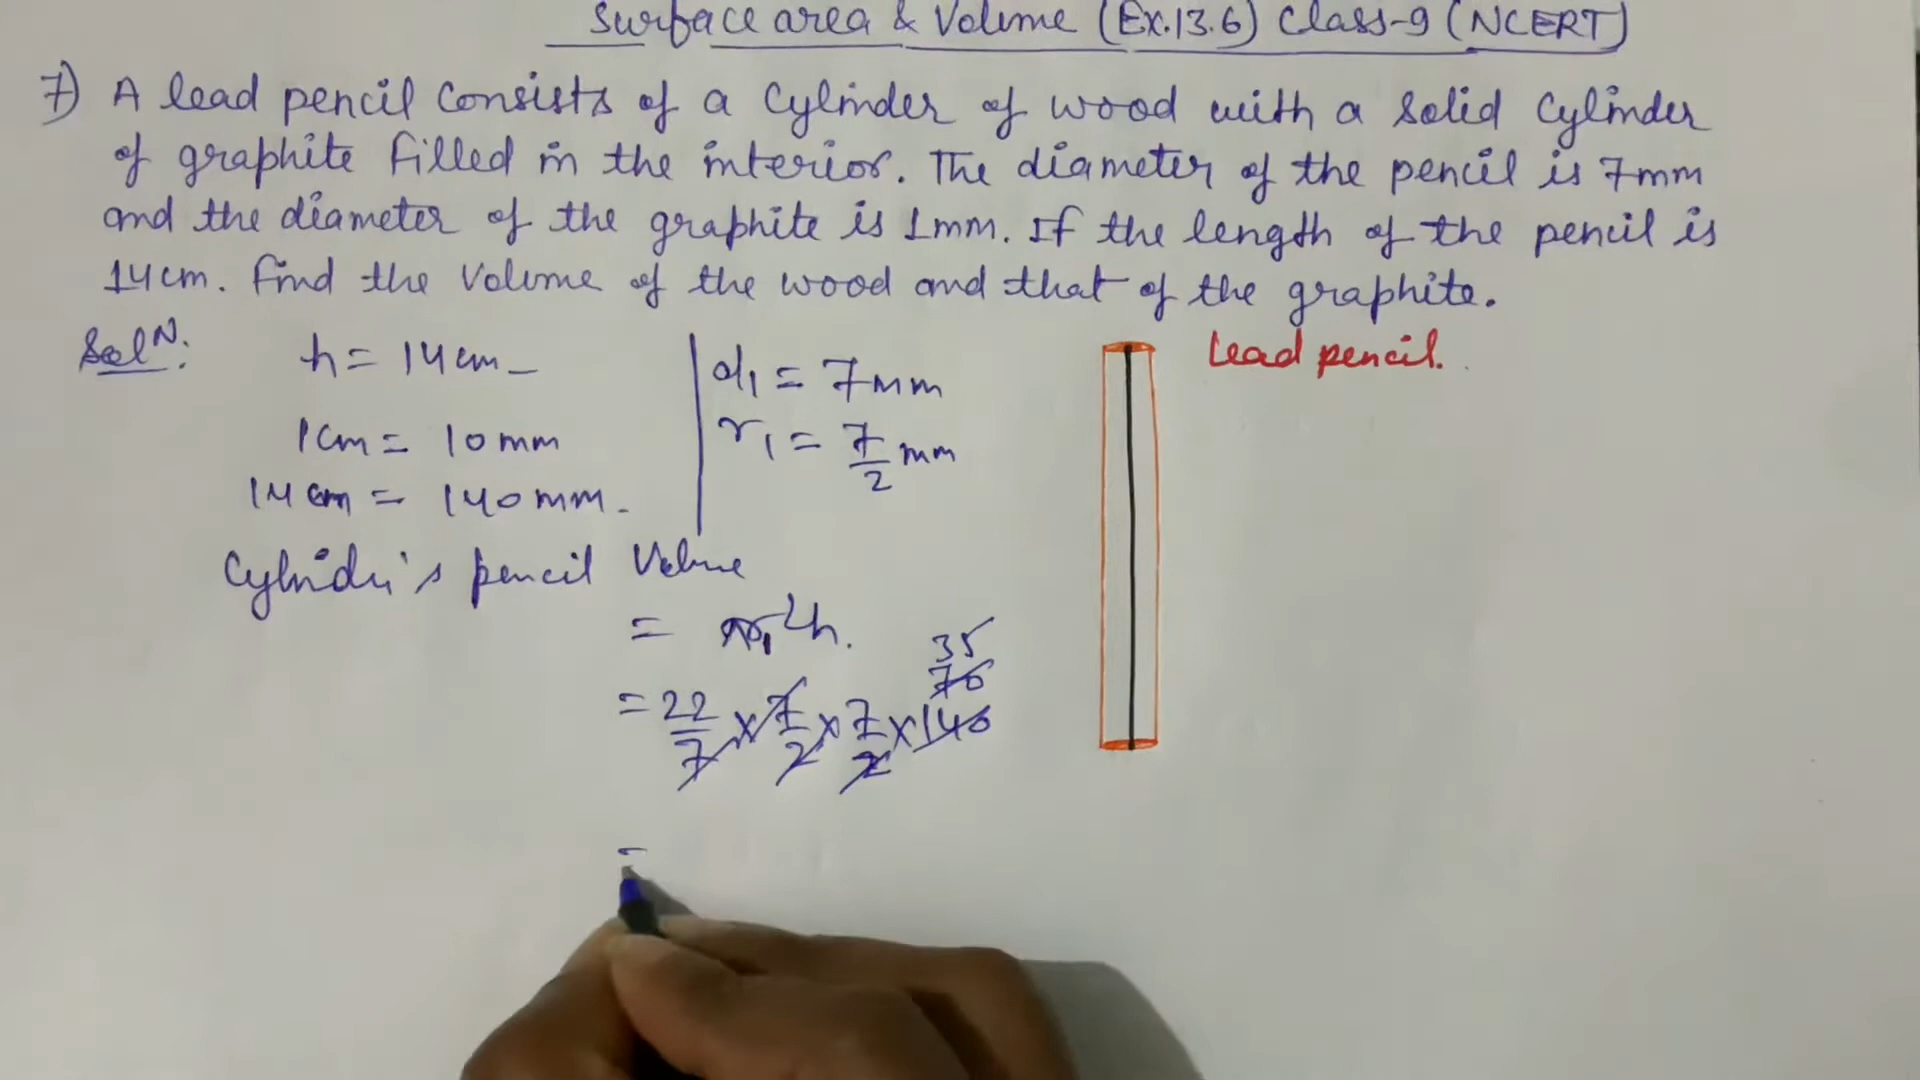 Surface area & Volume (Ex.13.6) Class-9 (NCERT)
7) A lead pencil consists of a Cylinder of wood with a Solid Cylinder
of graphite filled in the interior. The diameter of the pencil is 7mm
and the diameter of the graphite is 1mm. If the length of the pencil is
14cm. find the Volume of the wood and that of the graphite.
Solⁿ:
h = 14cm
1cm = 10mm
14cm = 140mm.
d₁ = 7mm
r₁ = 7/2 mm
Lead pencil.
Cylinder's pencil Volume
= πr₁²h.
35
70
= 22/7 × 7/2 × 7/2 × 140
=